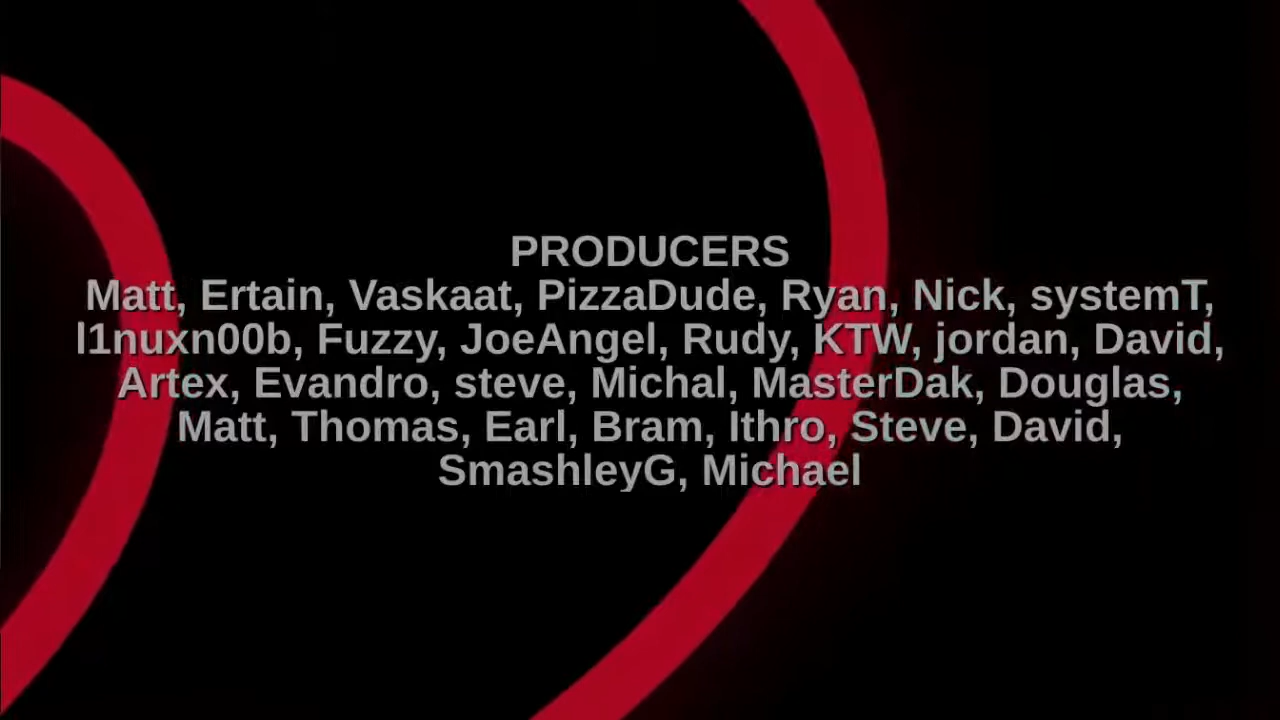 PRODUCERS
Matt, Ertain, Vaskaat, PizzaDude, Ryan, Nick, systemT,
l1nuxn00b, Fuzzy, JoeAngel, Rudy, KTW, jordan, David,
Artex, Evandro, steve, Michal, MasterDak, Douglas,
Matt, Thomas, Earl, Bram, Ithro, Steve, David,
SmashleyG, Michael